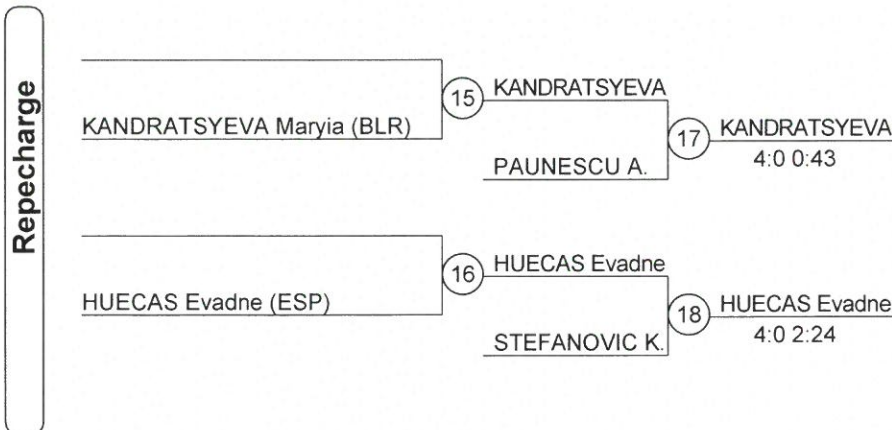 Repechage
KANDRATSYEVA Maryia (BLR)
15
KANDRATSYEVA
PAUNESCU A.
17
KANDRATSYEVA
4:0 0:43
HUECAS Evadne (ESP)
16
HUECAS Evadne
STEFANOVIC K.
18
HUECAS Evadne
4:0 2:24